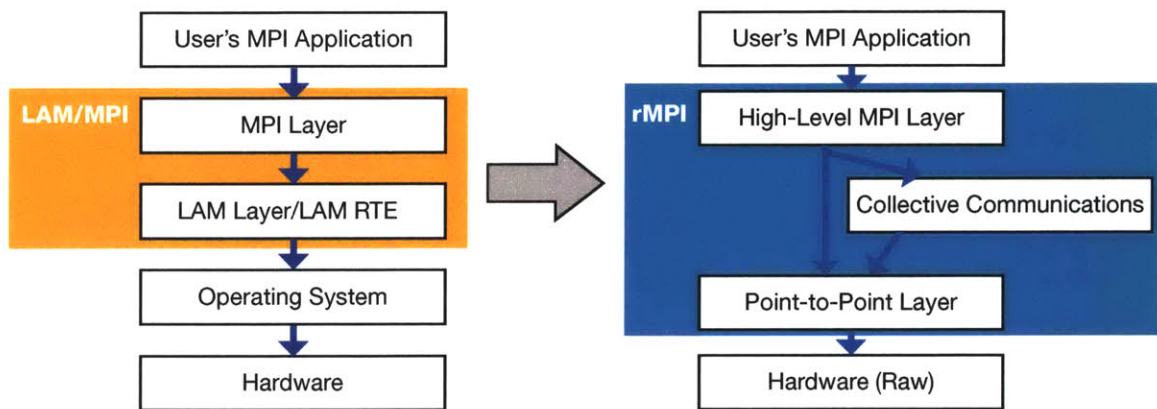 User's MPI Application
LAM/MPI
MPI Layer
LAM Layer/LAM RTE
Operating System
Hardware
User's MPI Application
rMPI
High-Level MPI Layer
Collective Communications
Point-to-Point Layer
Hardware (Raw)